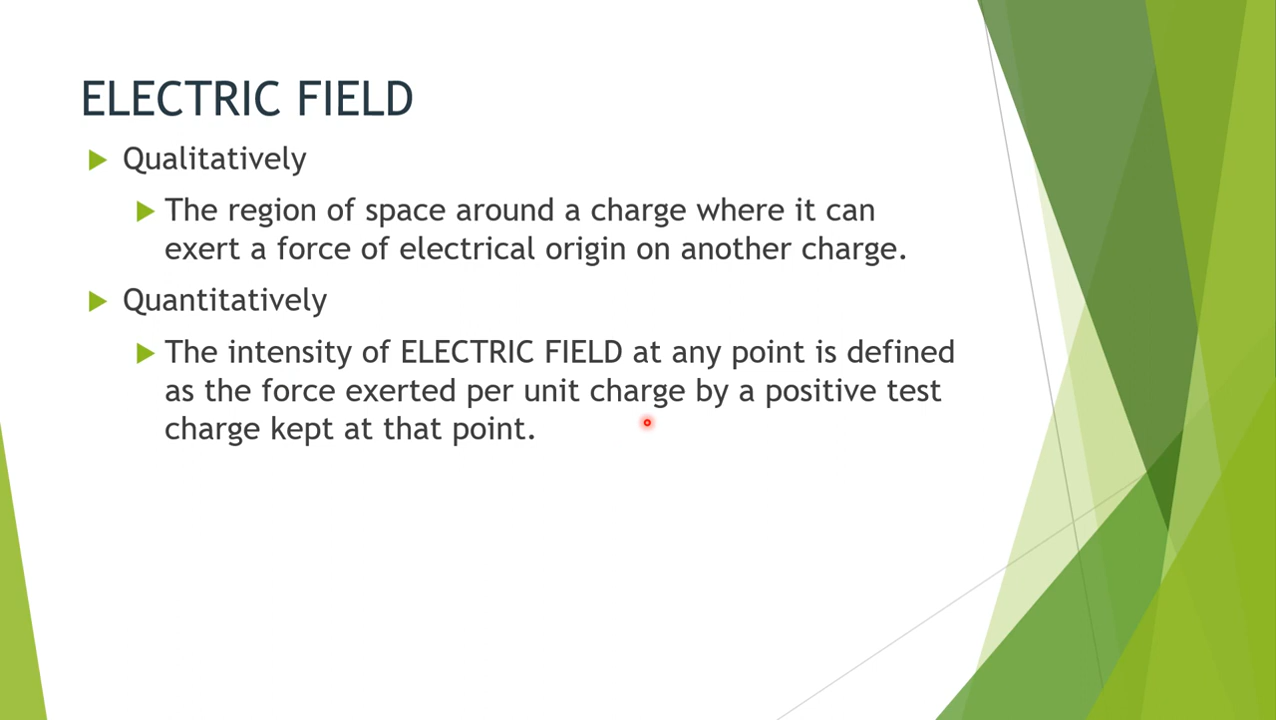 ELECTRIC FIELD
Qualitatively
The region of space around a charge where it can
exert a force of electrical origin on another charge.
Quantitatively
The intensity of ELECTRIC FIELD at any point is defined
as the force exerted per unit charge by a positive test
charge kept at that point.